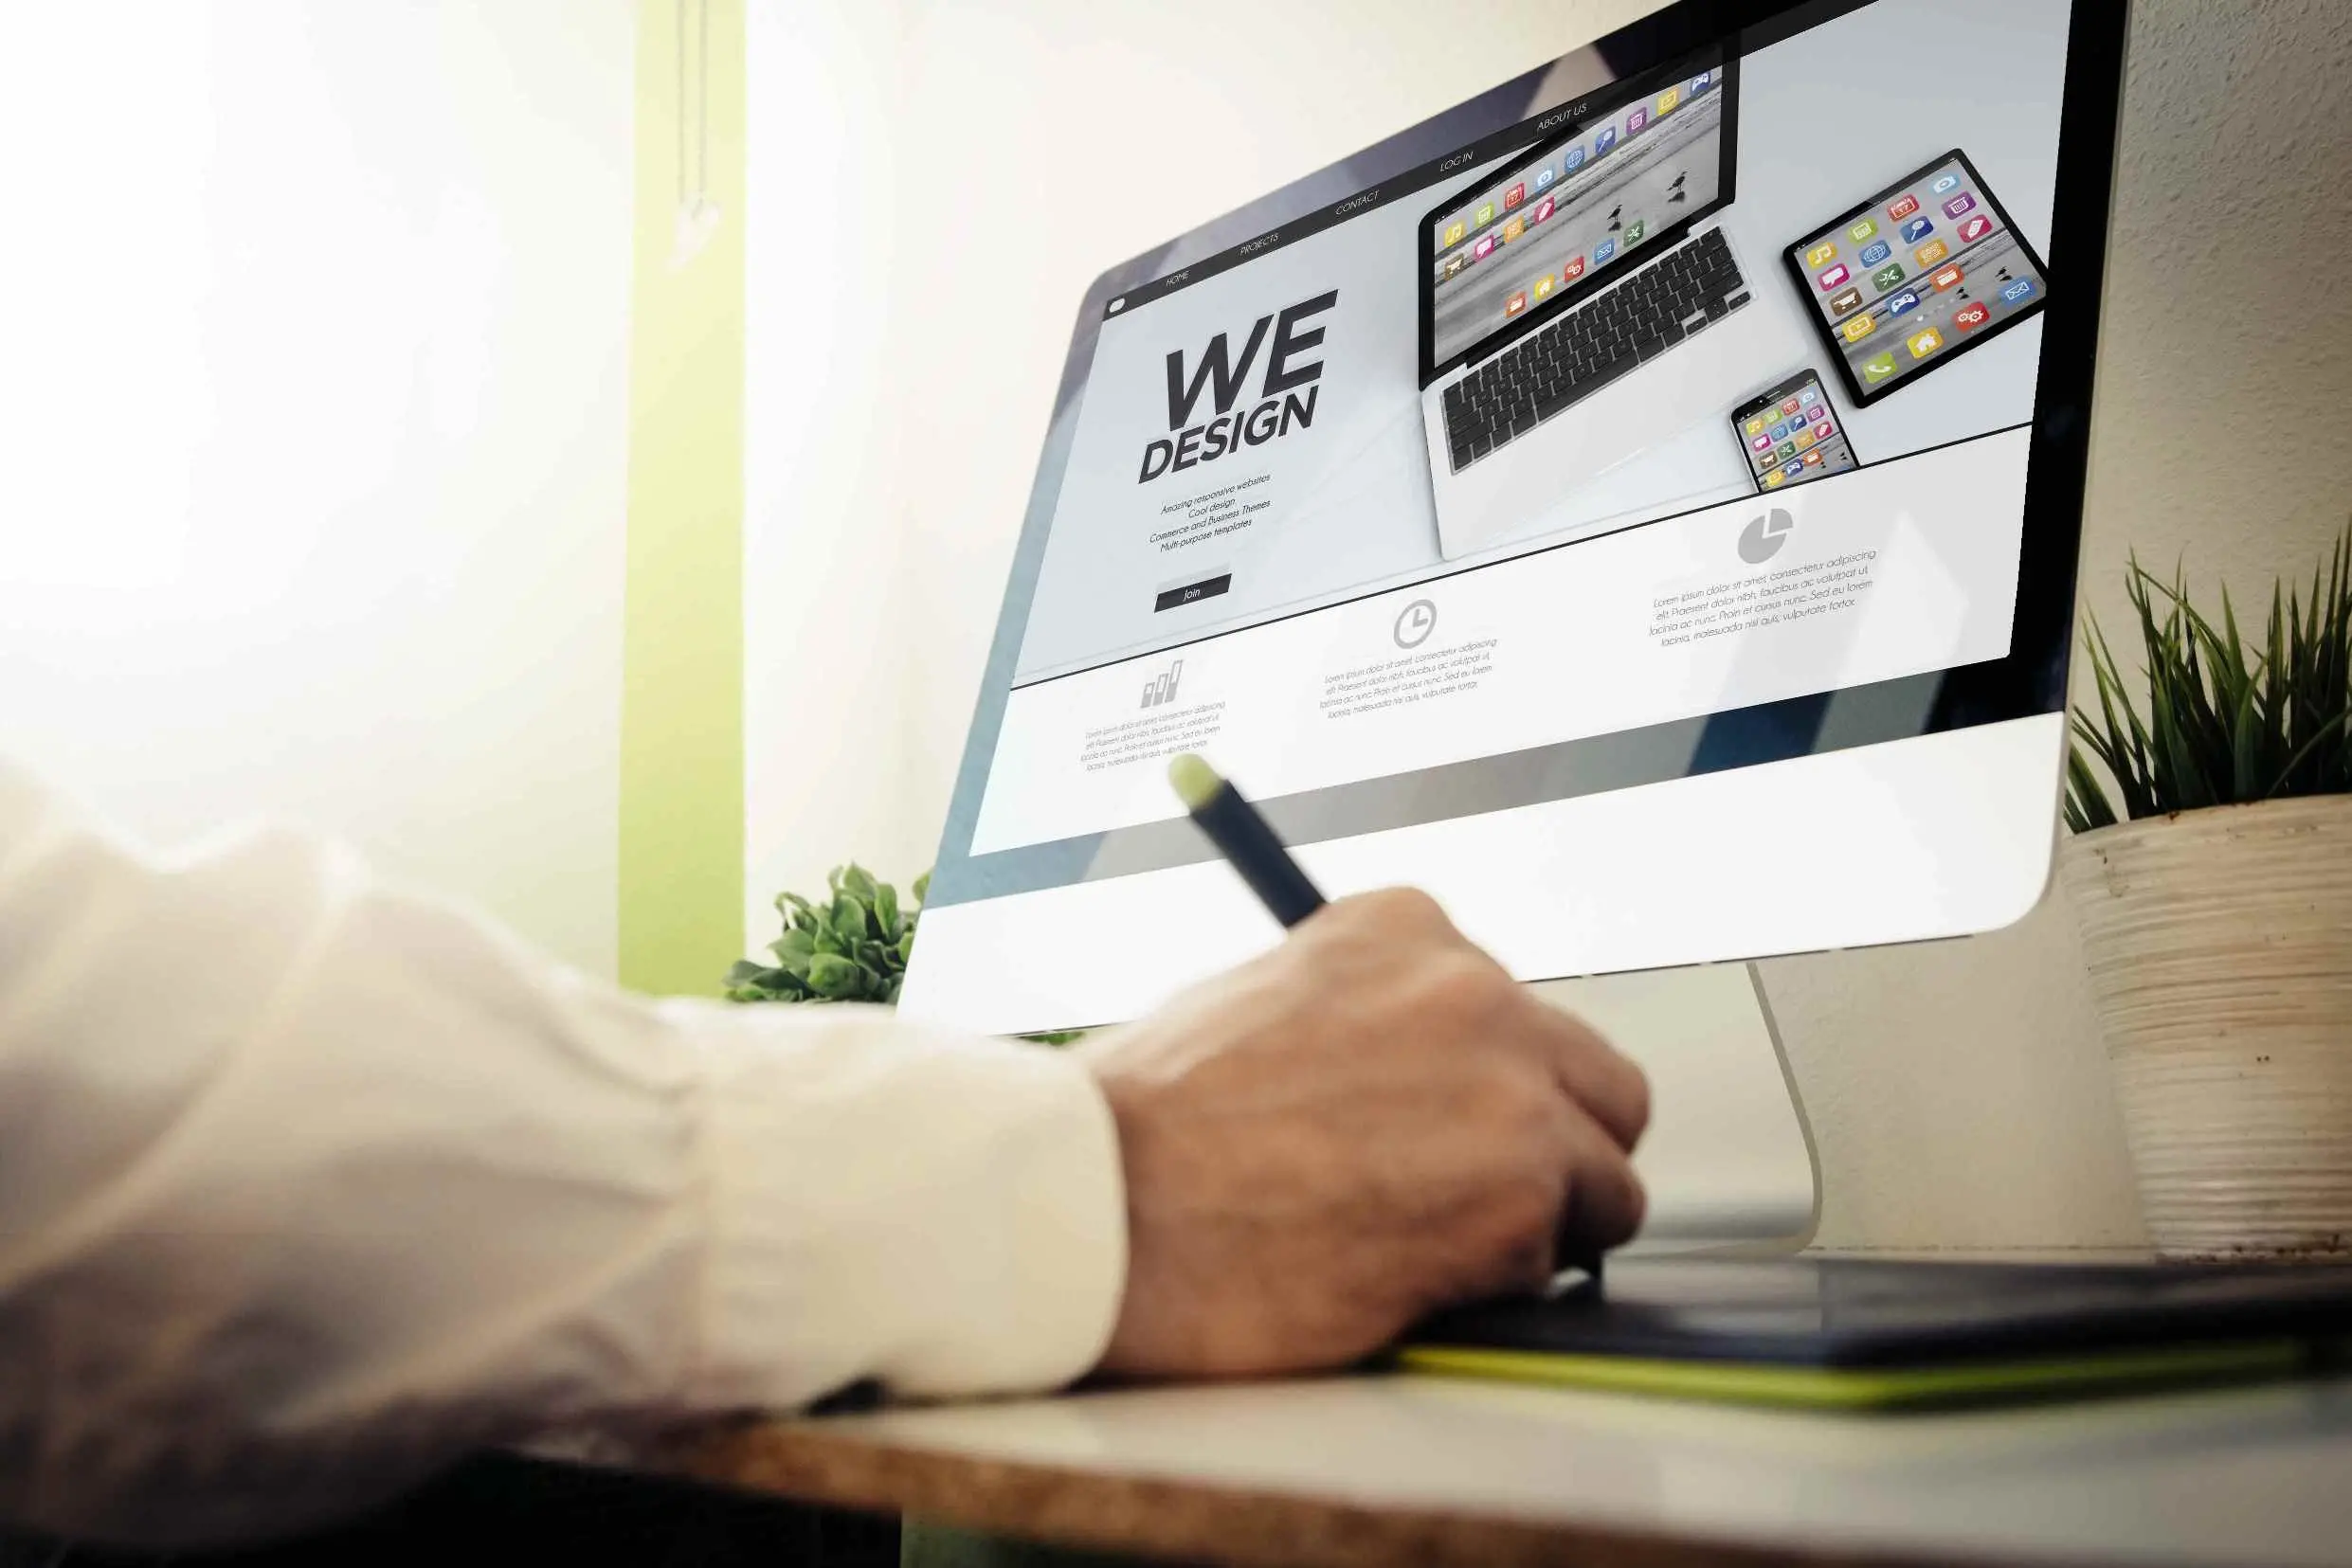 HOME PROJECTS CONTACT LOG IN ABOUT US
WE
DESIGN
Amazing responsive websites
Cool design
Commerce and Business Themes
Multi-purpose templates
Join
Lorem ipsum dolor sit amet, consectetur adipiscing
elit. Praesent dolor nibh, faucibus ac volutpat ut,
lacinia ac nunc. Proin et cursus nunc. Sed eu lorem
lacinia, malesuada nisl quis, vulputate tortor.
Lorem ipsum dolor sit amet, consectetur adipiscing
elit. Praesent dolor nibh, faucibus ac volutpat ut,
lacinia ac nunc. Proin et cursus nunc. Sed eu lorem
lacinia, malesuada nisl quis, vulputate tortor.
Lorem ipsum dolor sit amet, consectetur adipiscing
elit. Praesent dolor nibh, faucibus ac volutpat ut,
lacinia ac nunc. Proin et cursus nunc. Sed eu lorem
lacinia, malesuada nisl quis, vulputate tortor.